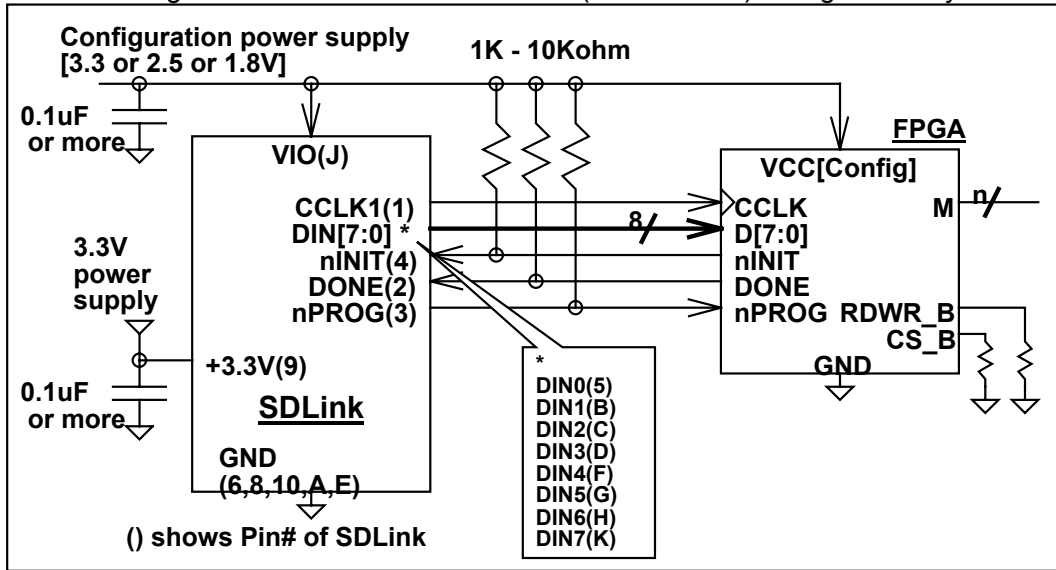 Configuration power supply
[3.3 or 2.5 or 1.8V]
1K - 10Kohm
0.1uF
or more
VIO(J)
CCLK1(1)
DIN[7:0] *
nINIT(4)
DONE(2)
nPROG(3)
3.3V
power
supply
+3.3V(9)
0.1uF
or more
SDLink
GND
(6,8,10,A,E)
() shows Pin# of SDLink
8
*
DIN0(5)
DIN1(B)
DIN2(C)
DIN3(D)
DIN4(F)
DIN5(G)
DIN6(H)
DIN7(K)
FPGA
VCC[Config]
CCLK
M
n
D[7:0]
nINIT
DONE
nPROG
RDWR_B
CS_B
GND